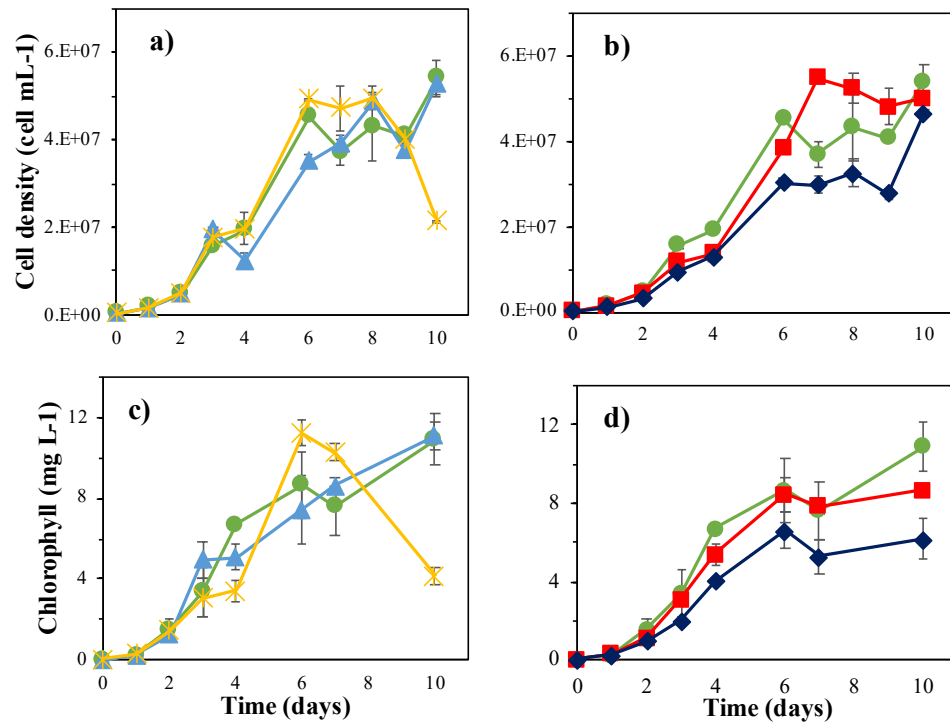 a)
b)
Cell density (cell mL-1)
6.E+07
4.E+07
2.E+07
0.E+00
0 2 4 6 8 10
6.E+07
4.E+07
2.E+07
0.E+00
0 2 4 6 8 10
c)
d)
Chlorophyll (mg L-1)
12
8
4
0
0 2 4 6 8 10
Time (days)
12
8
4
0
0 2 4 6 8 10
Time (days)